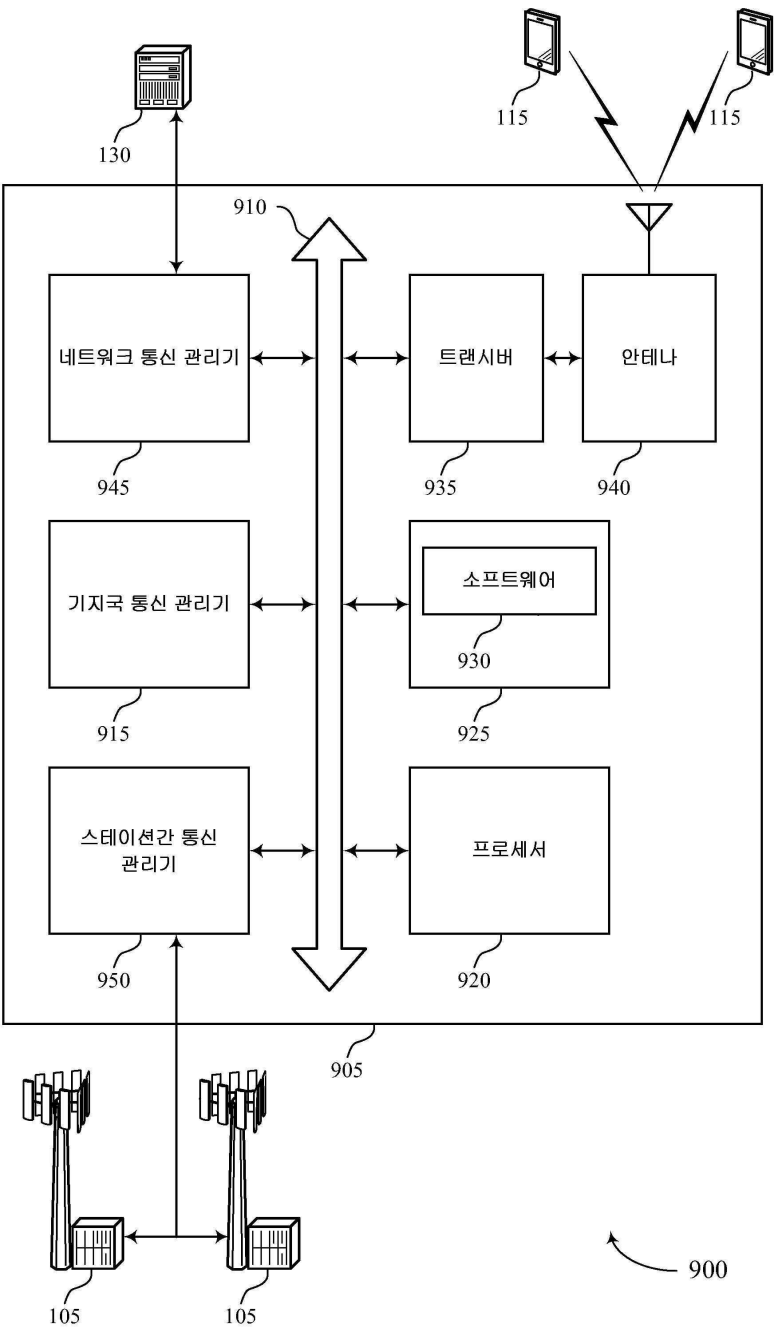 115
115
130
910
네트워크 통신 관리기
트랜시버
안테나
945
935
940
기지국 통신 관리기
소프트웨어
930
915
925
스테이션간 통신
관리기
프로세서
950
920
905
105
105
900